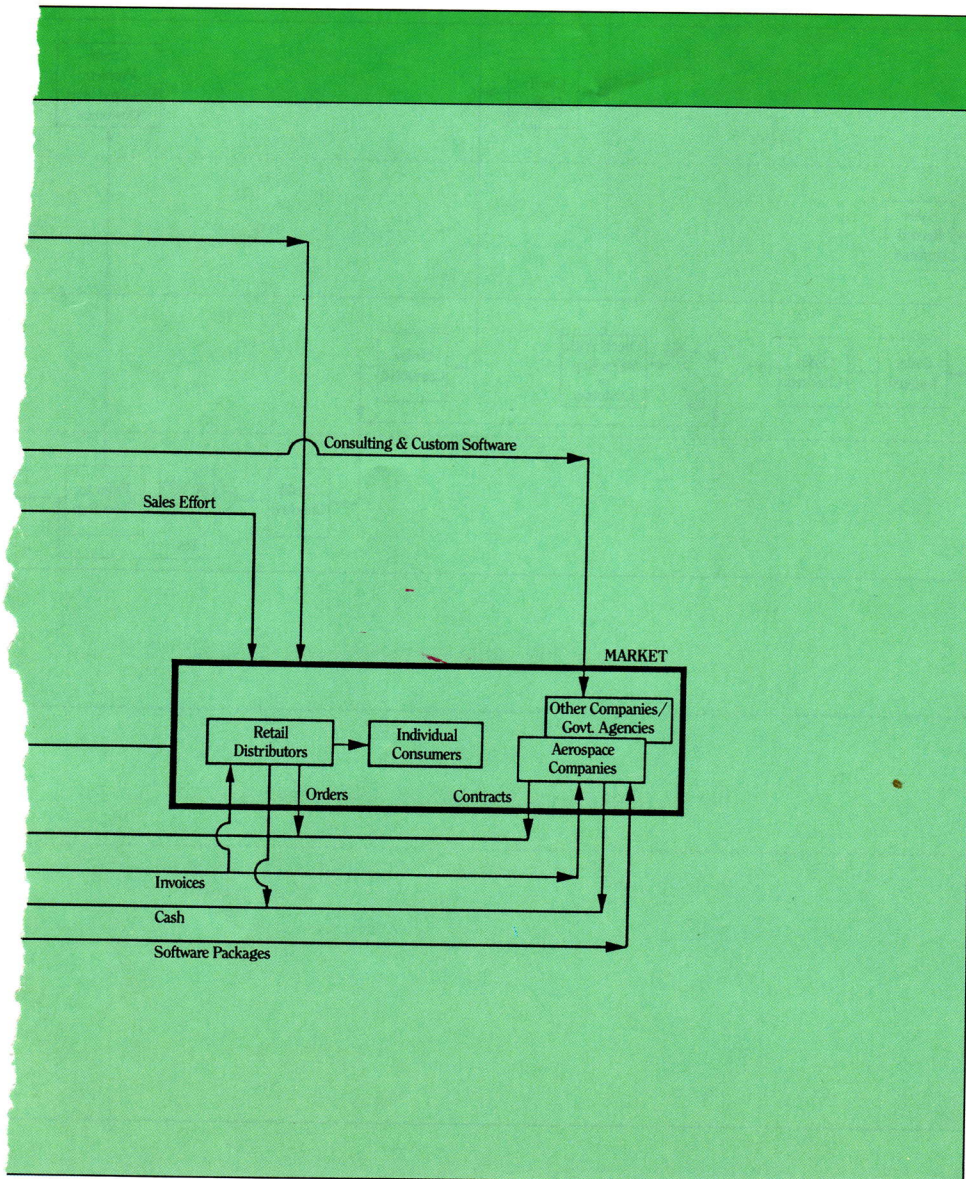 Consulting & Custom Software
Sales Effort
MARKET
Other Companies/
Govt. Agencies
Retail
Distributors
Individual
Consumers
Aerospace
Companies
Orders
Contracts
Invoices
Cash
Software Packages